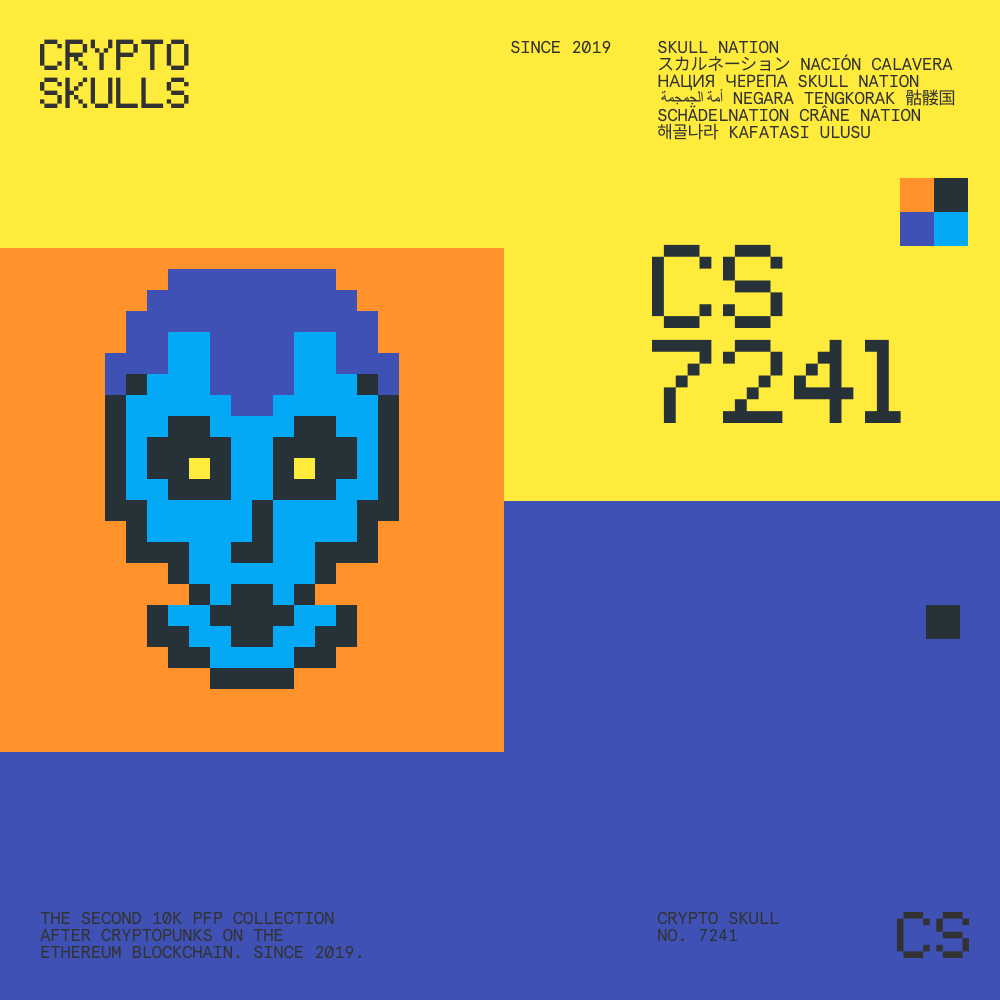 CRYPTO
SKULLS
SINCE 2019
SKULL NATION
スカルネーション NACIÓN CALAVERA
НАЦИЯ ЧЕРЕПА SKULL NATION
أمة الجمجمة NEGARA TENGKORAK 骷髅国
SCHÄDELNATION CRÂNE NATION
해골나라 KAFATASI ULUSU
CS
7241
THE SECOND 10K PFP COLLECTION
AFTER CRYPTOPUNKS ON THE
ETHEREUM BLOCKCHAIN. SINCE 2019.
CRYPTO SKULL
NO. 7241
CS